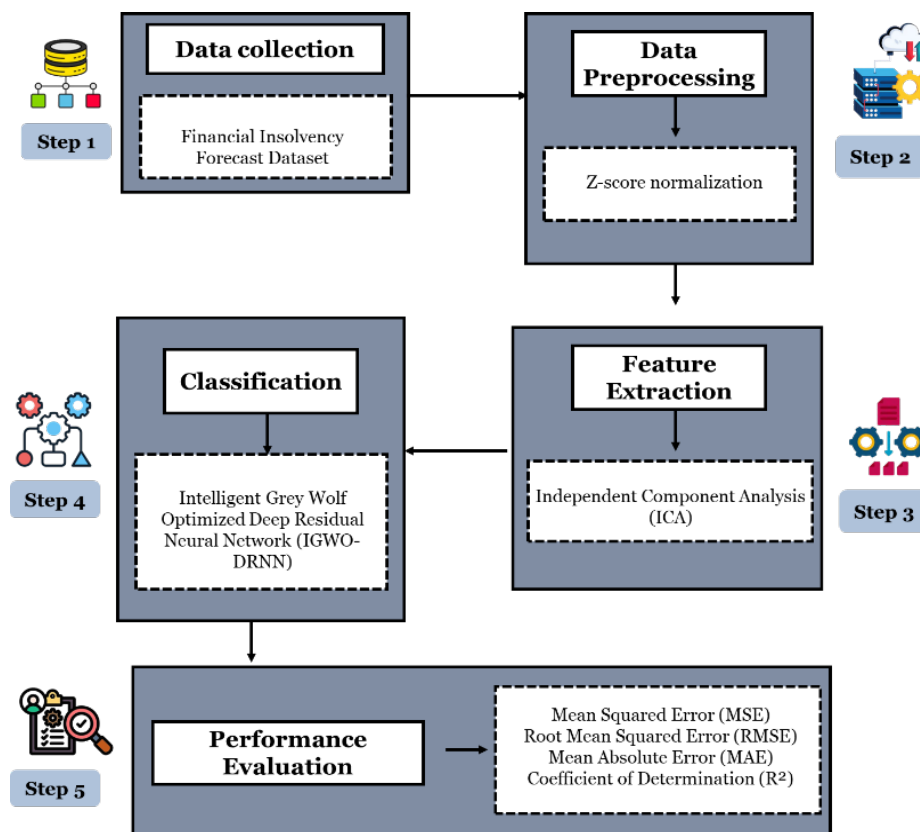 Data collection
Financial Insolvency
Forecast Dataset
Step 1
Data
Preprocessing
Z-score normalization
Step 2
Feature
Extraction
Independent Component Analysis
(ICA)
Step 3
Classification
Intelligent Grey Wolf
Optimized Deep Residual
Neural Network (IGWO-
DRNN)
Step 4
Performance
Evaluation
Mean Squared Error (MSE)
Root Mean Squared Error (RMSE)
Mean Absolute Error (MAE)
Coefficient of Determination (R²)
Step 5